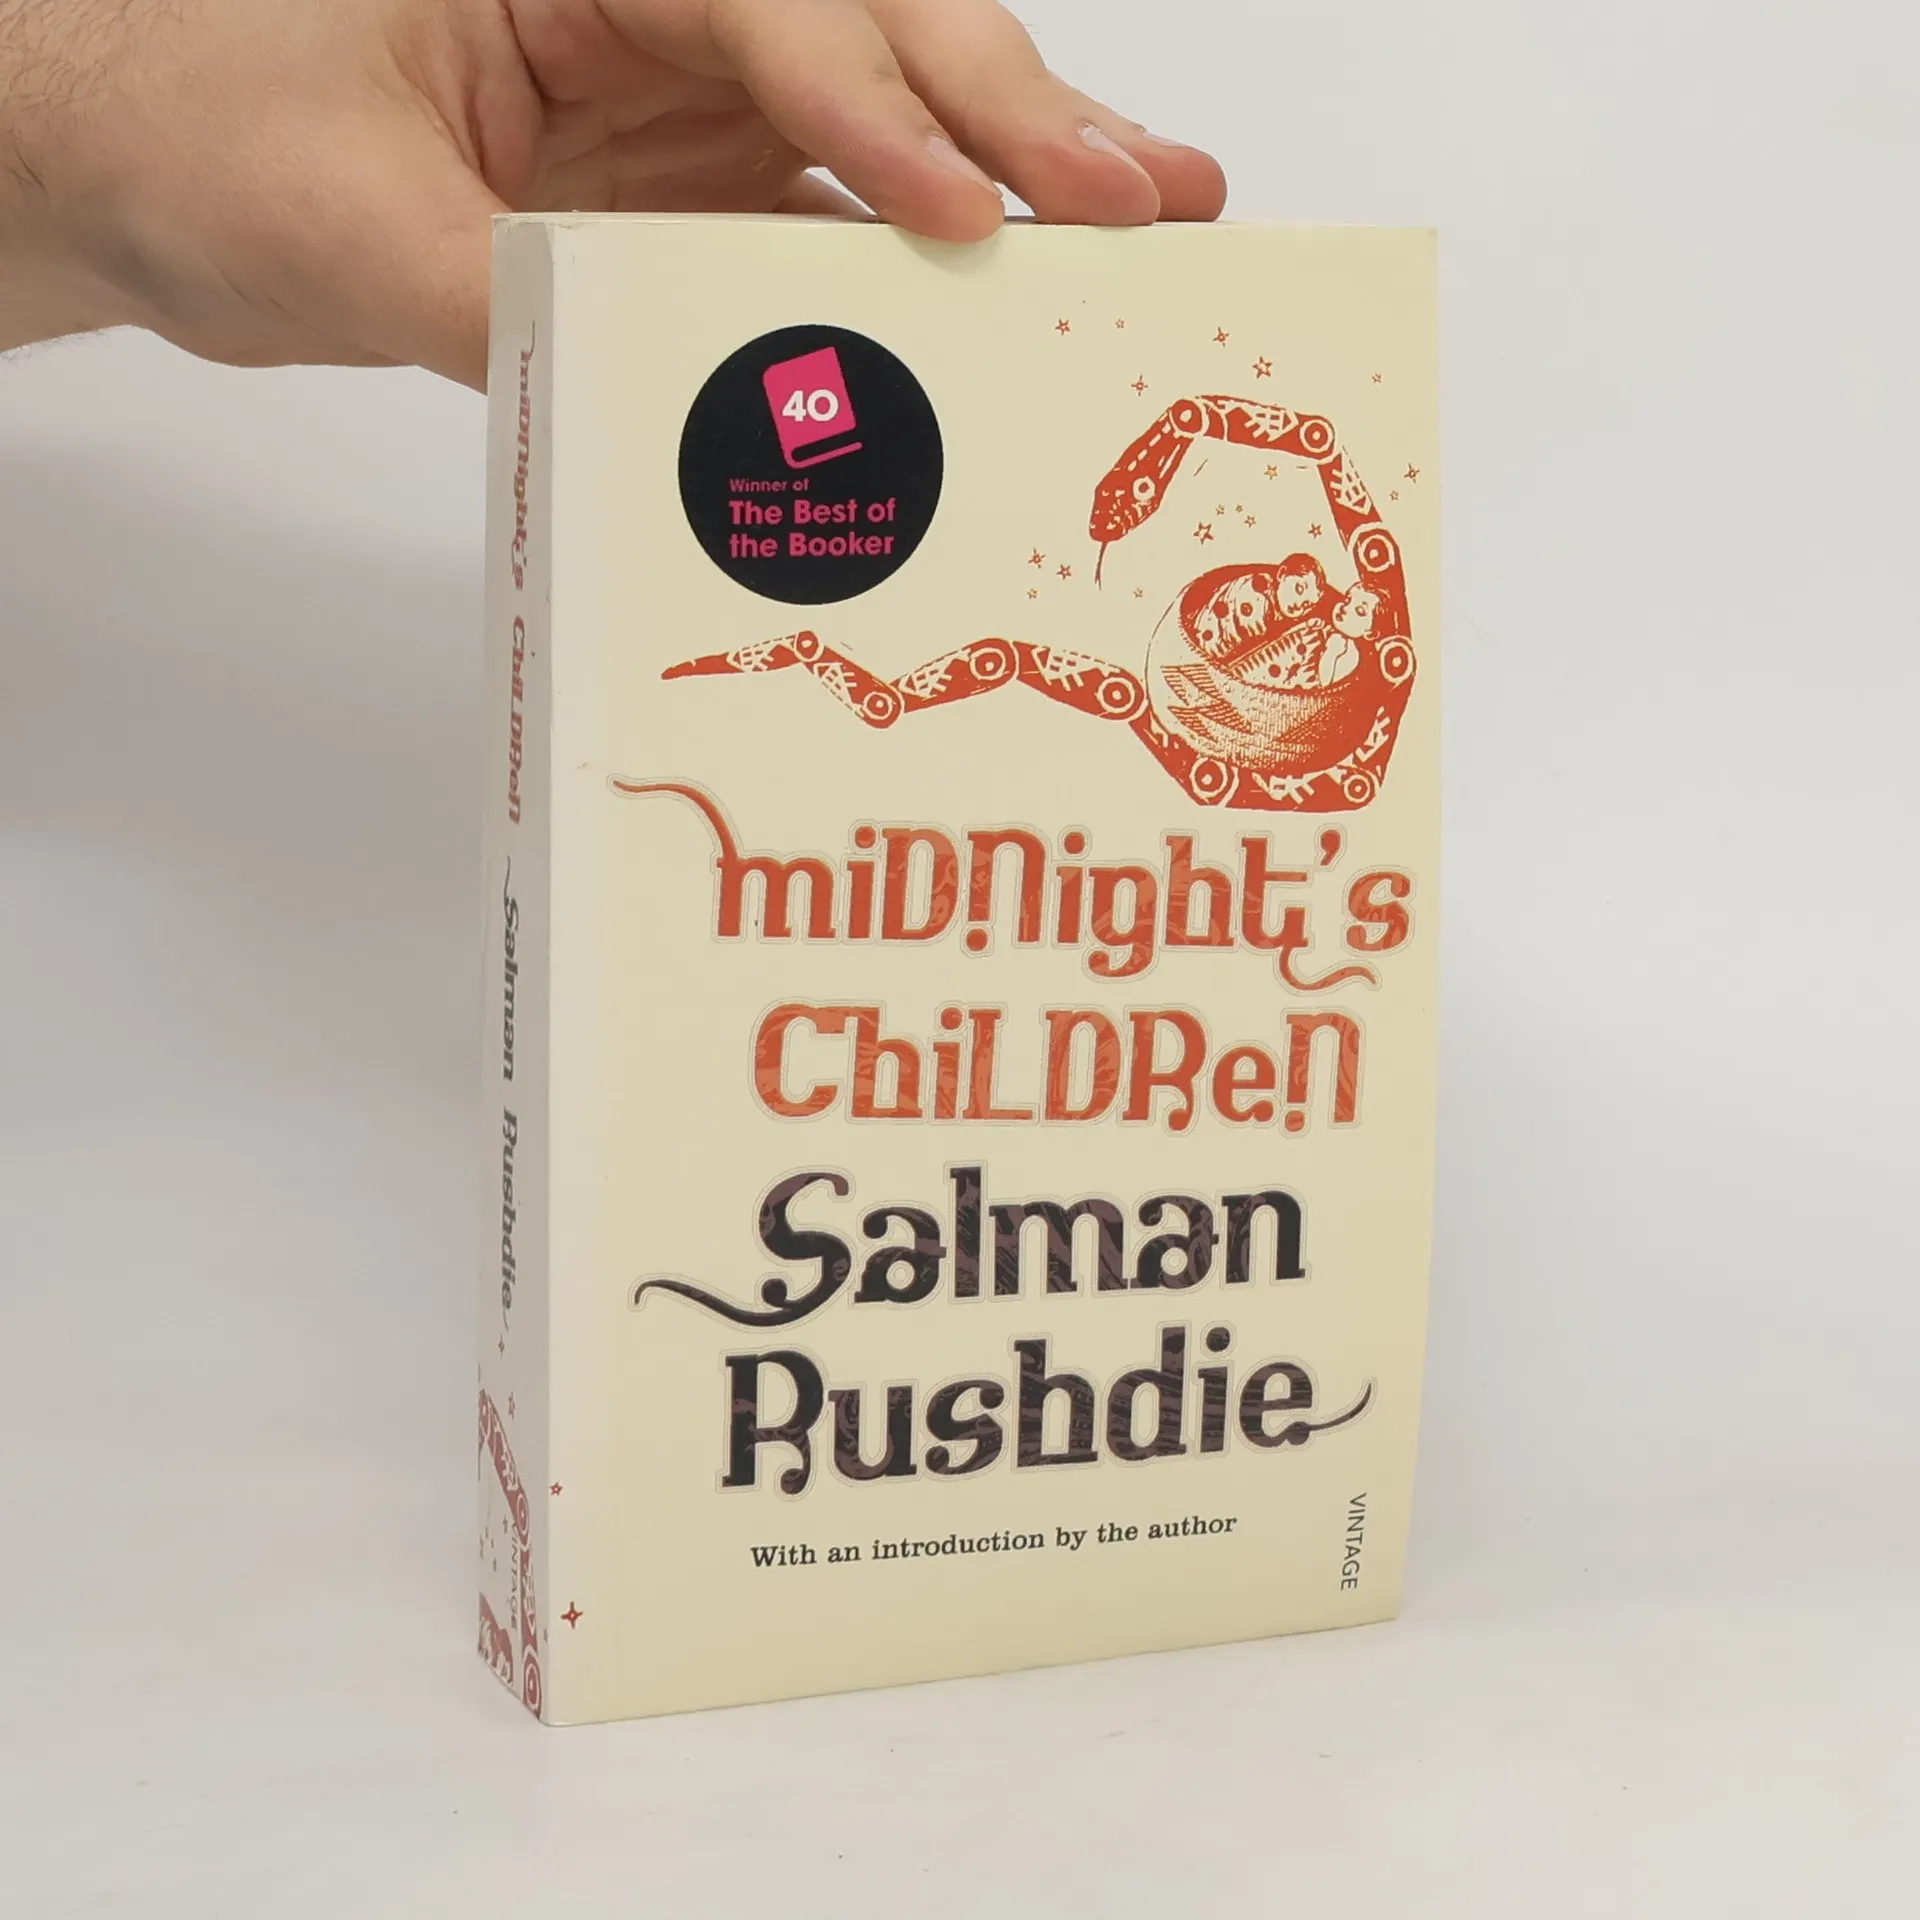 midnight's Children Salman Rushdie
VINTAGE
40
Winner of
The Best of
the Booker
midnight's
Children
Salman
Rushdie
With an introduction by the author
VINTAGE